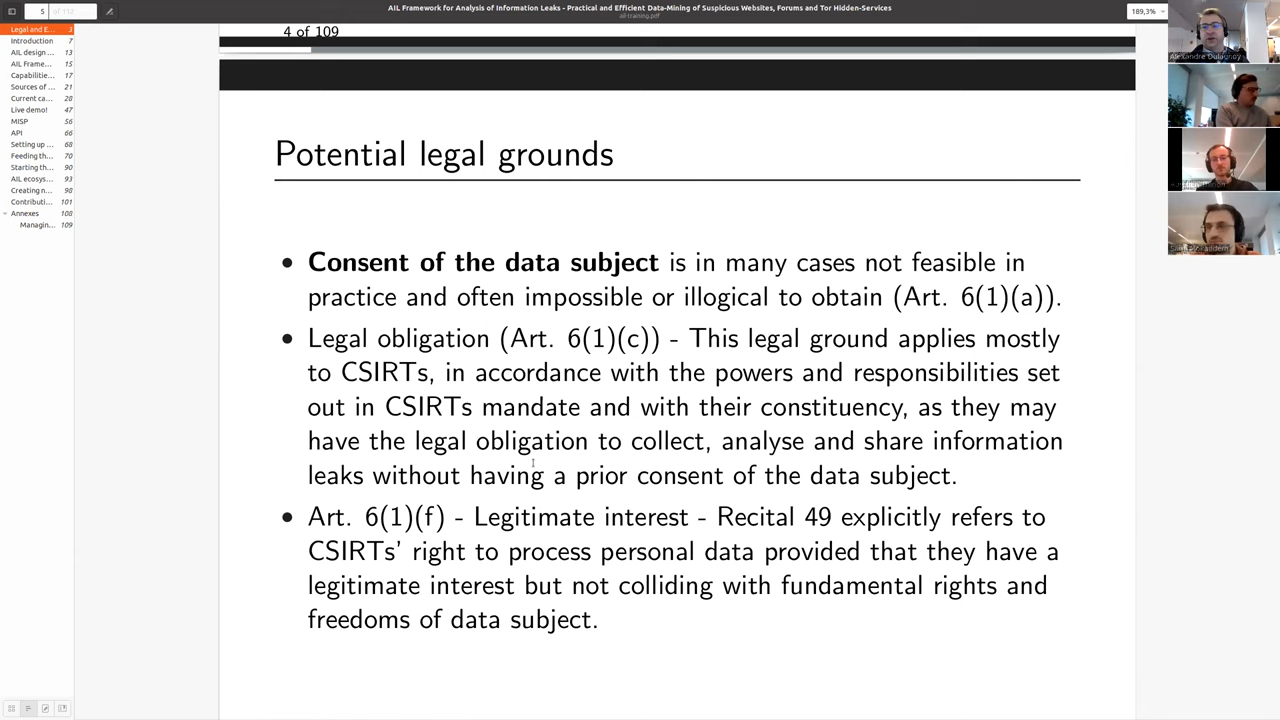 5 of 112
AIL Framework for Analysis of Information Leaks - Practical and Efficient Data-Mining of Suspicious Websites, Forums and Tor Hidden-Services
ail-training.pdf
189,3%
Legal and E... 3
Introduction 7
AIL design ... 13
AIL Frame... 15
Capabilitie... 17
Sources of ... 21
Current ca... 28
Live demo! 47
MISP 56
API 66
Setting up ... 68
Feeding th... 70
Starting th... 90
AIL ecosys... 93
Creating n... 98
Contributi... 101
Annexes 108
Managin... 109
4 of 109
Potential legal grounds
• Consent of the data subject is in many cases not feasible in
practice and often impossible or illogical to obtain (Art. 6(1)(a)).
• Legal obligation (Art. 6(1)(c)) - This legal ground applies mostly
to CSIRTs, in accordance with the powers and responsibilities set
out in CSIRTs mandate and with their constituency, as they may
have the legal obligation to collect, analyse and share information
leaks without having a prior consent of the data subject.
• Art. 6(1)(f) - Legitimate interest - Recital 49 explicitly refers to
CSIRTs' right to process personal data provided that they have a
legitimate interest but not colliding with fundamental rights and
freedoms of data subject.
Alexandre Dulaunoy